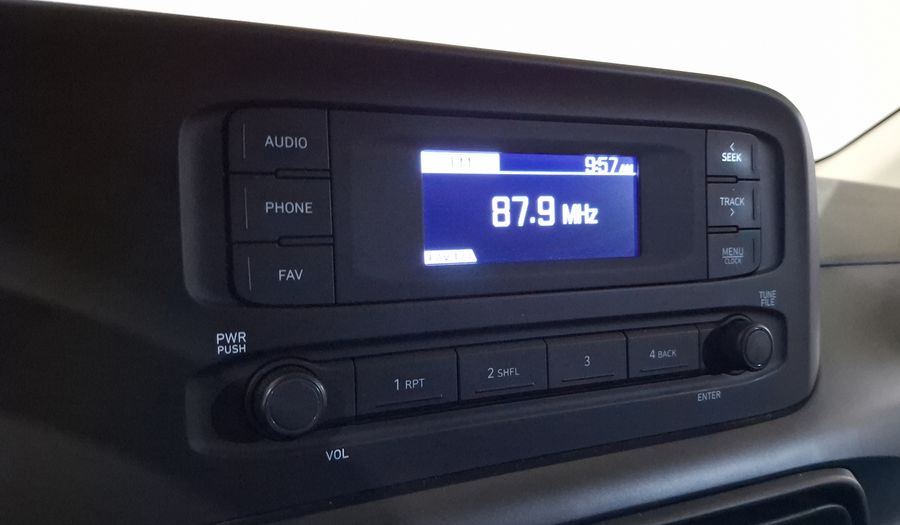 AUDIO
PHONE
FAV
9:57 AM
87.9 MHz
<
SEEK
TRACK
>
MENU
CLOCK
TUNE
FILE
PWR
PUSH
1 RPT
2 SHFL
3
4 BACK
ENTER
VOL